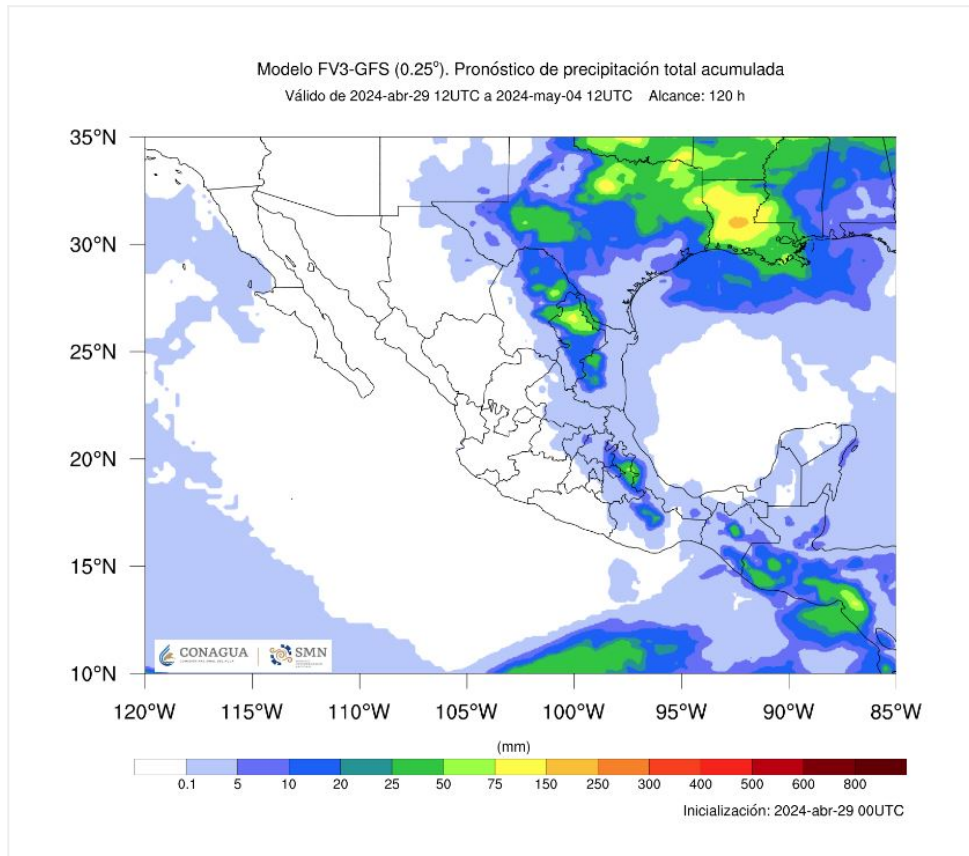 Modelo FV3-GFS (0.25°). Pronóstico de precipitación total acumulada
Válido de 2024-abr-29 12UTC a 2024-may-04 12UTC Alcance: 120 h
35°N
30°N
25°N
20°N
15°N
10°N
CONAGUA
SMN
120°W 115°W 110°W 105°W 100°W 95°W 90°W 85°W
(mm)
0.1 5 10 20 25 50 75 150 250 300 400 500 600 800
Inicialización: 2024-abr-29 00UTC